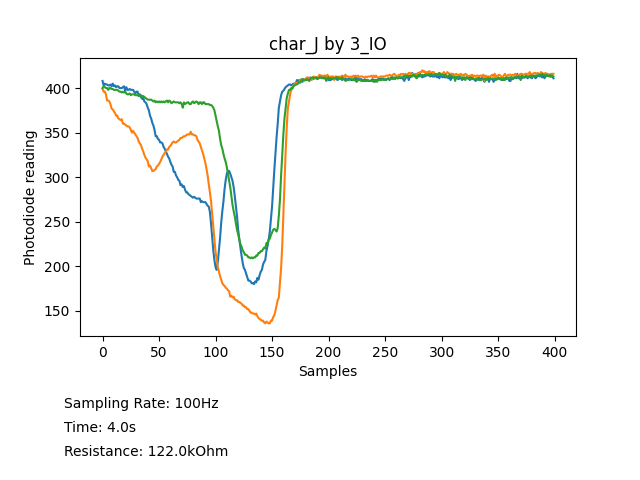 char_J by 3_IO
400
350
300
250
200
150
Photodiode reading
0 50 100 150 200 250 300 350 400
Samples
Sampling Rate: 100Hz
Time: 4.0s
Resistance: 122.0kOhm